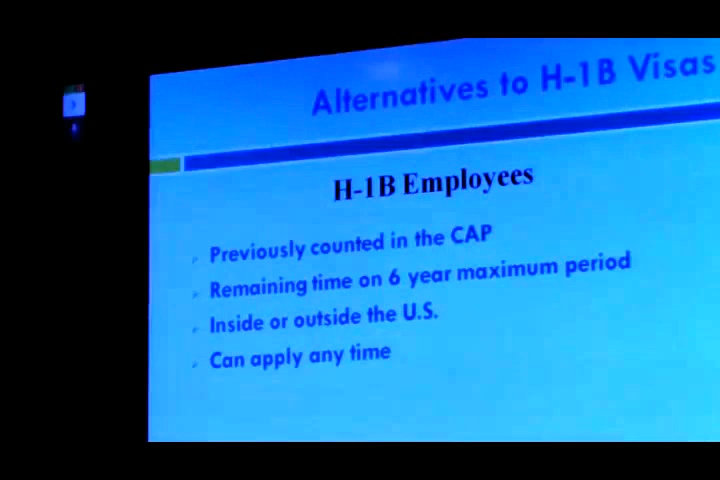 Alternatives to H-1B Visas
H-1B Employees
Previously counted in the CAP
Remaining time on 6 year maximum period
Inside or outside the U.S.
Can apply any time